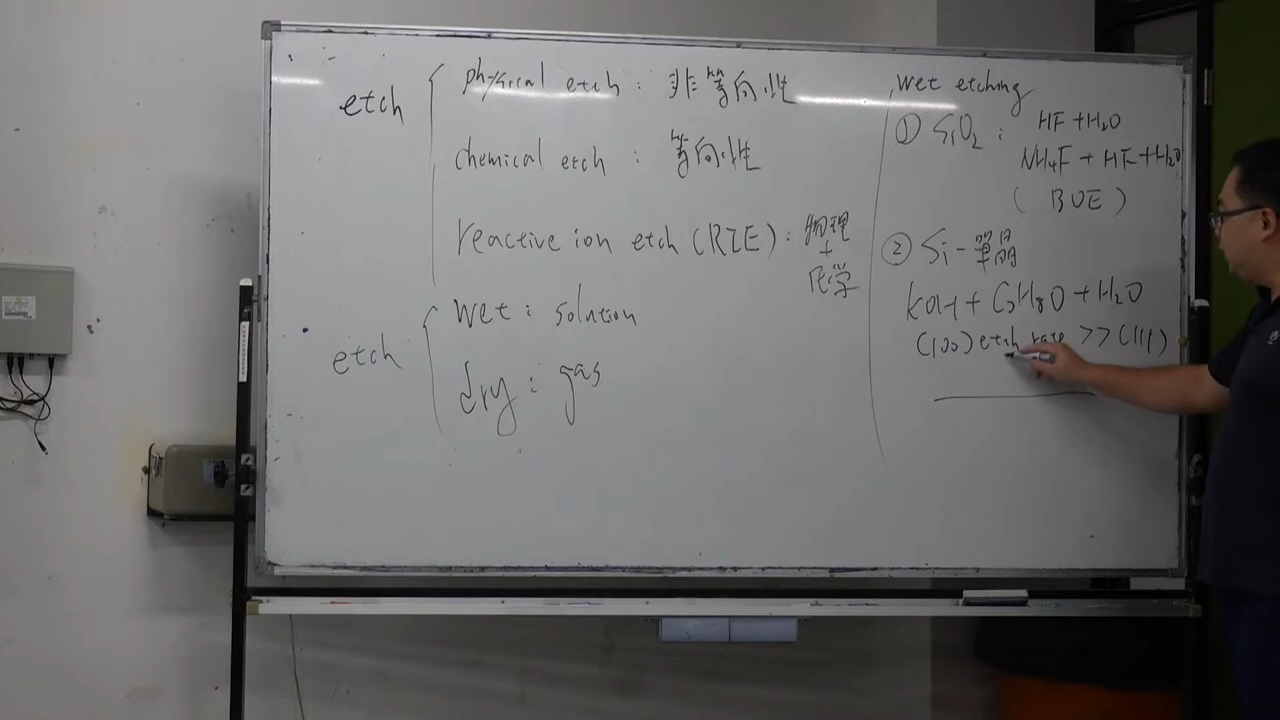 etch
physical etch : 非等向性
chemical etch : 等向性
reactive ion etch (RIE) : 物理
+
化学
etch
wet : solution
dry : gas
wet etching
① SiO2 :
HF + H2O
NH4F + HF + H2O
( BOE )
② Si - 單晶
KOH + C3H8O + H2O
(100) etch rate >> (111)